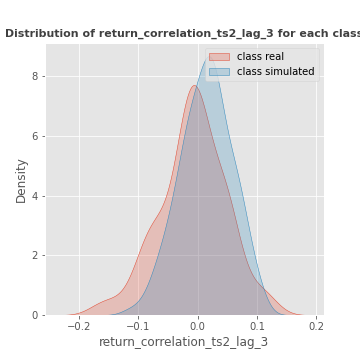 Distribution of return_correlation_ts2_lag_3 for each class
class real
class simulated
Density
8
6
4
2
0
−0.2 −0.1 0.0 0.1 0.2
return_correlation_ts2_lag_3